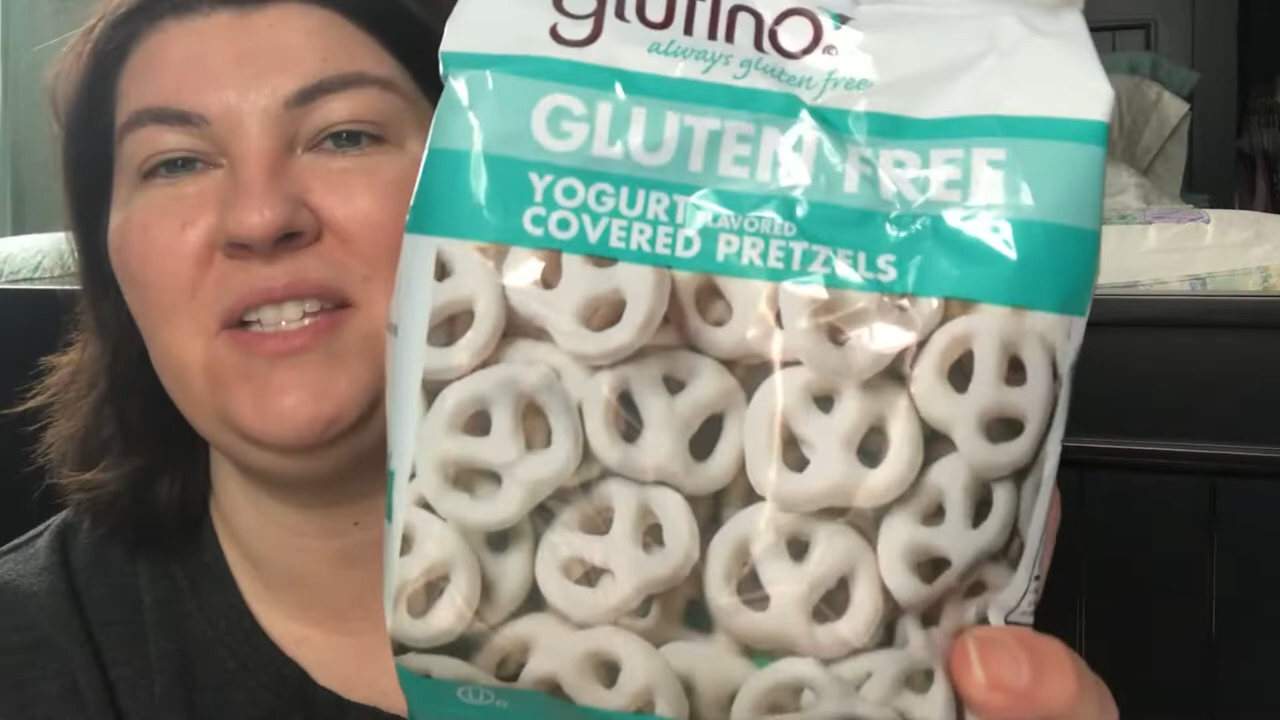 glutino®
always gluten free
GLUTEN FREE
YOGURT FLAVORED
COVERED PRETZELS
U